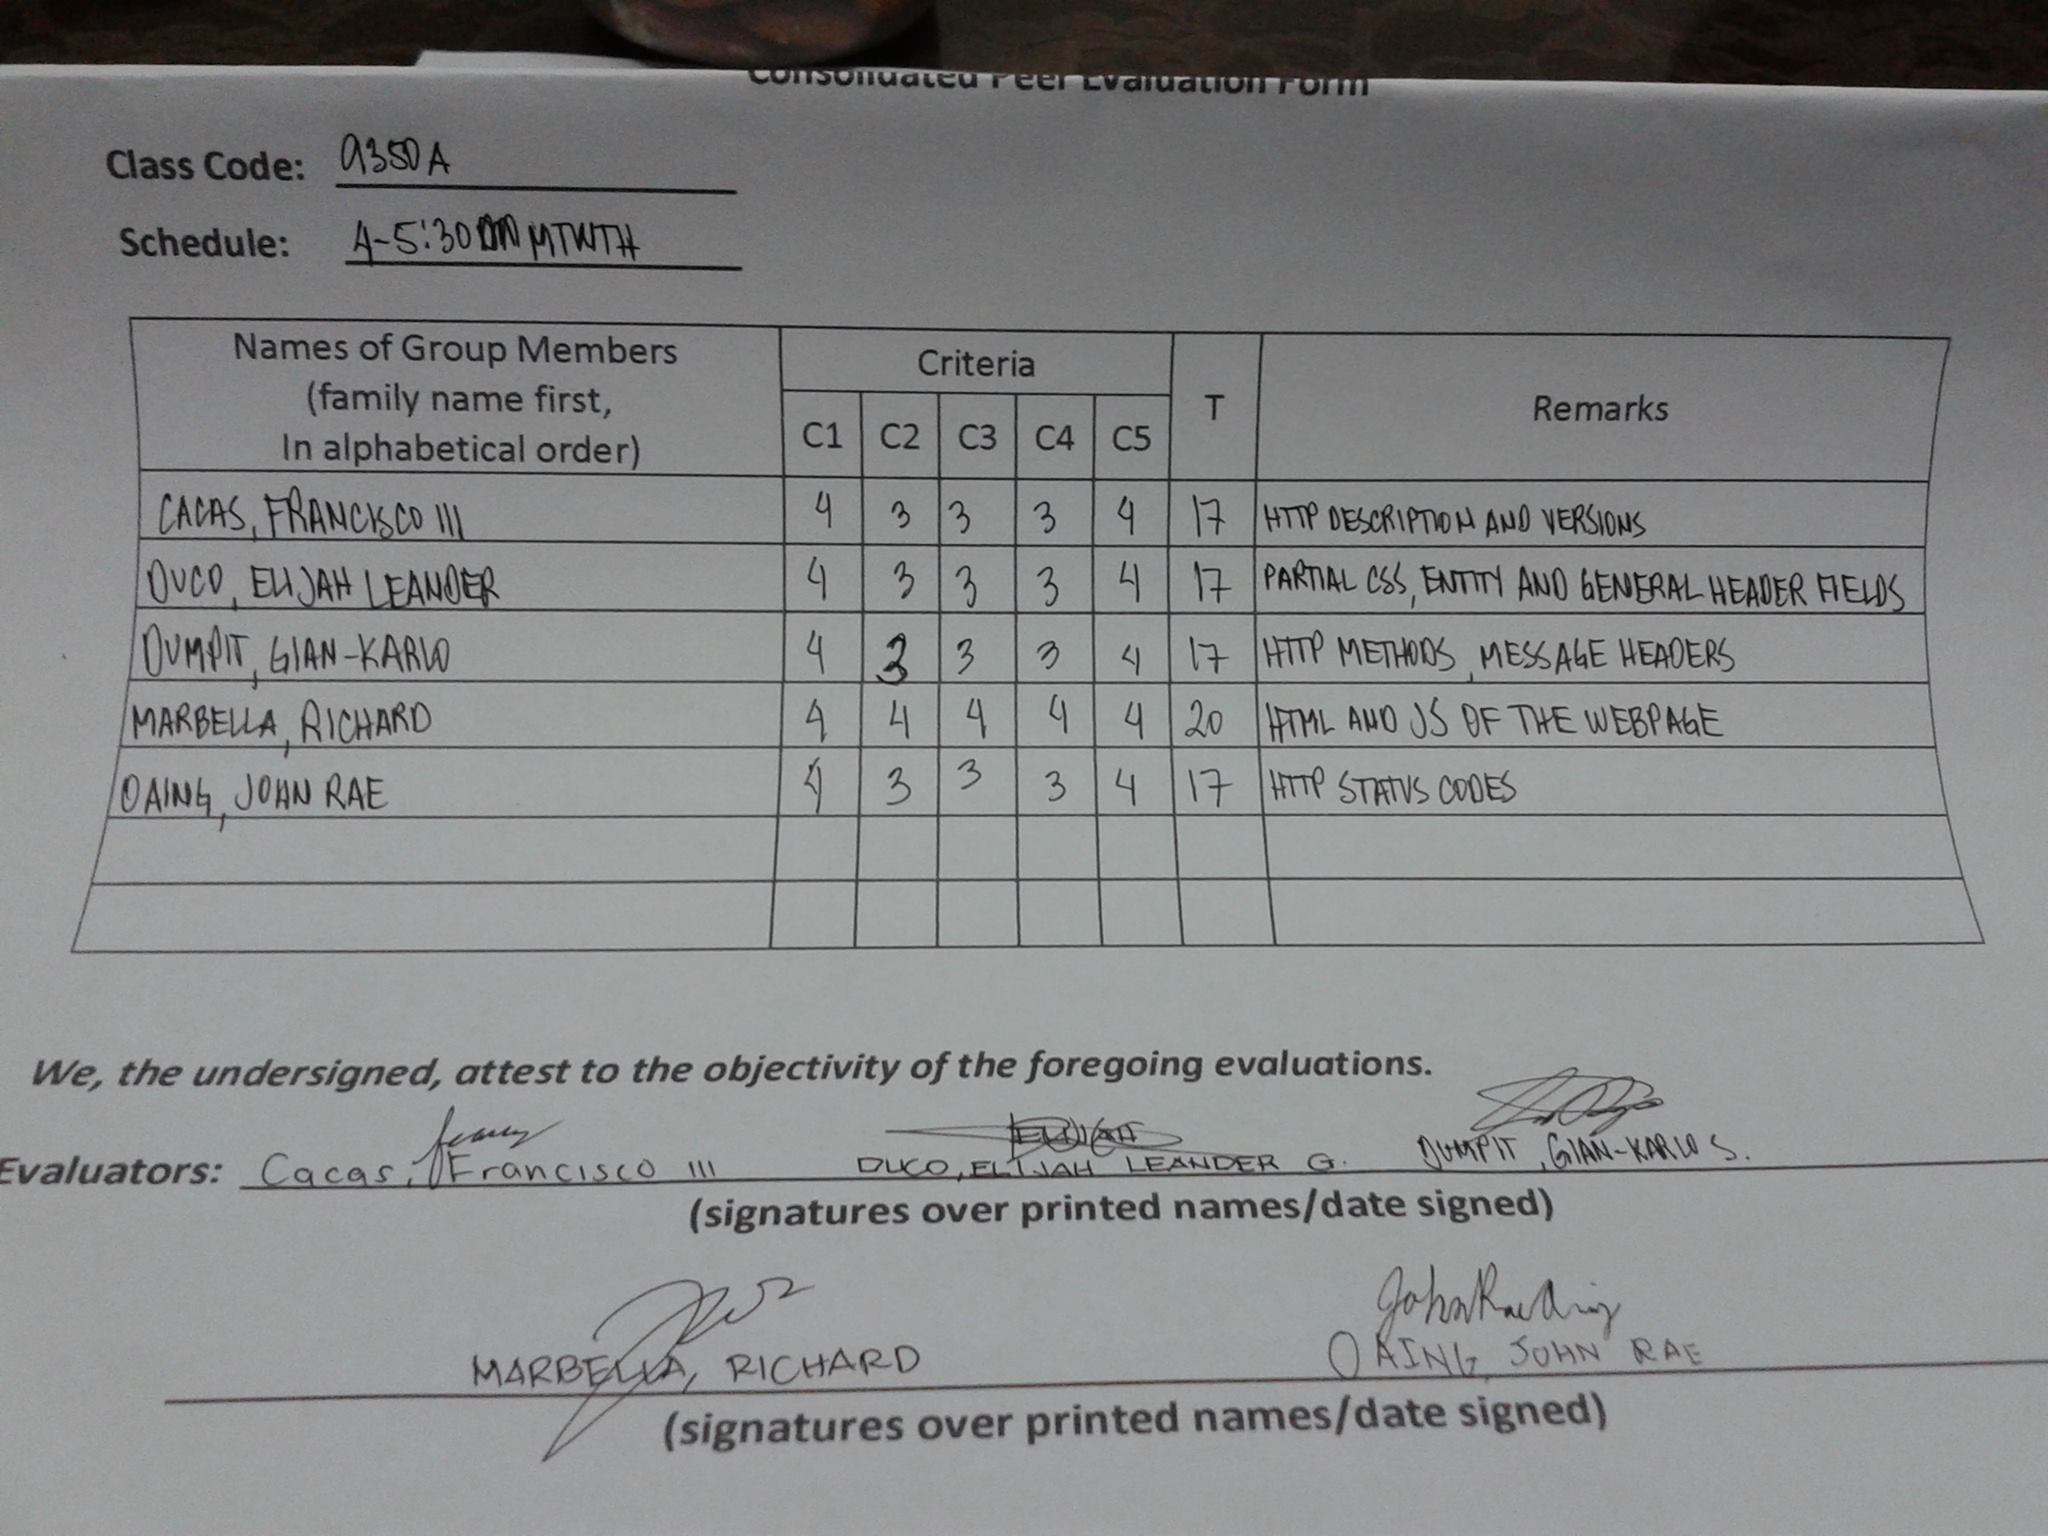 Consolidated Peer Evaluation Form
Class Code: 9350A
Schedule: 4-5:30 MTWTH
Names of Group Members
(family name first,
In alphabetical order)
Criteria
C1 C2 C3 C4 C5
T
Remarks
CACAS, FRANCISCO III 4 3 3 3 4 17 HTTP DESCRIPTION AND VERSIONS
DUCO, ELIJAH LEANDER 4 3 3 3 4 17 PARTIAL CSS, ENTITY AND GENERAL HEADER FIELDS
DUMPIT, GIAN-KARLO 4 3 3 3 4 17 HTTP METHODS, MESSAGE HEADERS
MARBELLA, RICHARD 4 4 4 4 4 20 HTML AND JS OF THE WEBPAGE
OAING, JOHN RAE 4 3 3 3 4 17 HTTP STATUS CODES
We, the undersigned, attest to the objectivity of the foregoing evaluations.
Evaluators: Cacas, Francisco III DUCO, ELIJAH LEANDER G. DUMPIT, GIAN-KARLO S.
(signatures over printed names/date signed)
MARBELLA, RICHARD OAING, JOHN RAE
(signatures over printed names/date signed)